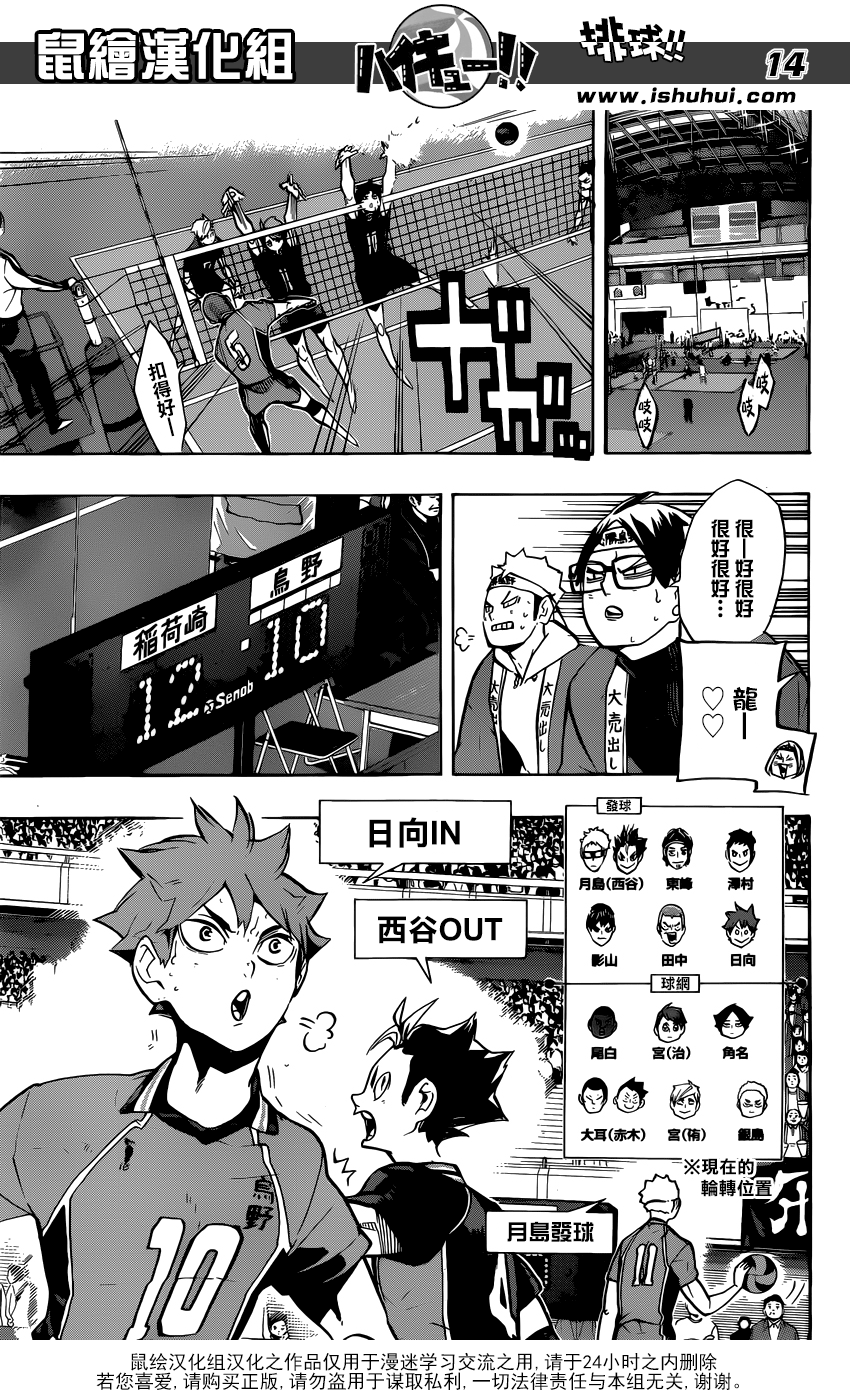 鼠繪漢化組
ハイキュー!!
排球!!
14
www.ishuhui.com
吱
吱
吱
吱
扣得好ー
ドドッ
很ー好很好
很好很好…
龍ー
♡♡
大売出し
大売出し
烏野
稲荷崎
12-10
Senob
日向IN
西谷OUT
發球
月島(西谷) 東峰 澤村
影山 田中 日向
球網
尾白 宮(治) 角名
大耳(赤木) 宮(侑) 銀島
※現在的
輪轉位置
烏野
10
月島發球
11
5
鼠绘汉化组汉化之作品仅用于漫迷学习交流之用,请于24小时之内删除
若您喜爱,请购买正版,请勿盗用于谋取私利,一切法律责任与本组无关,谢谢。